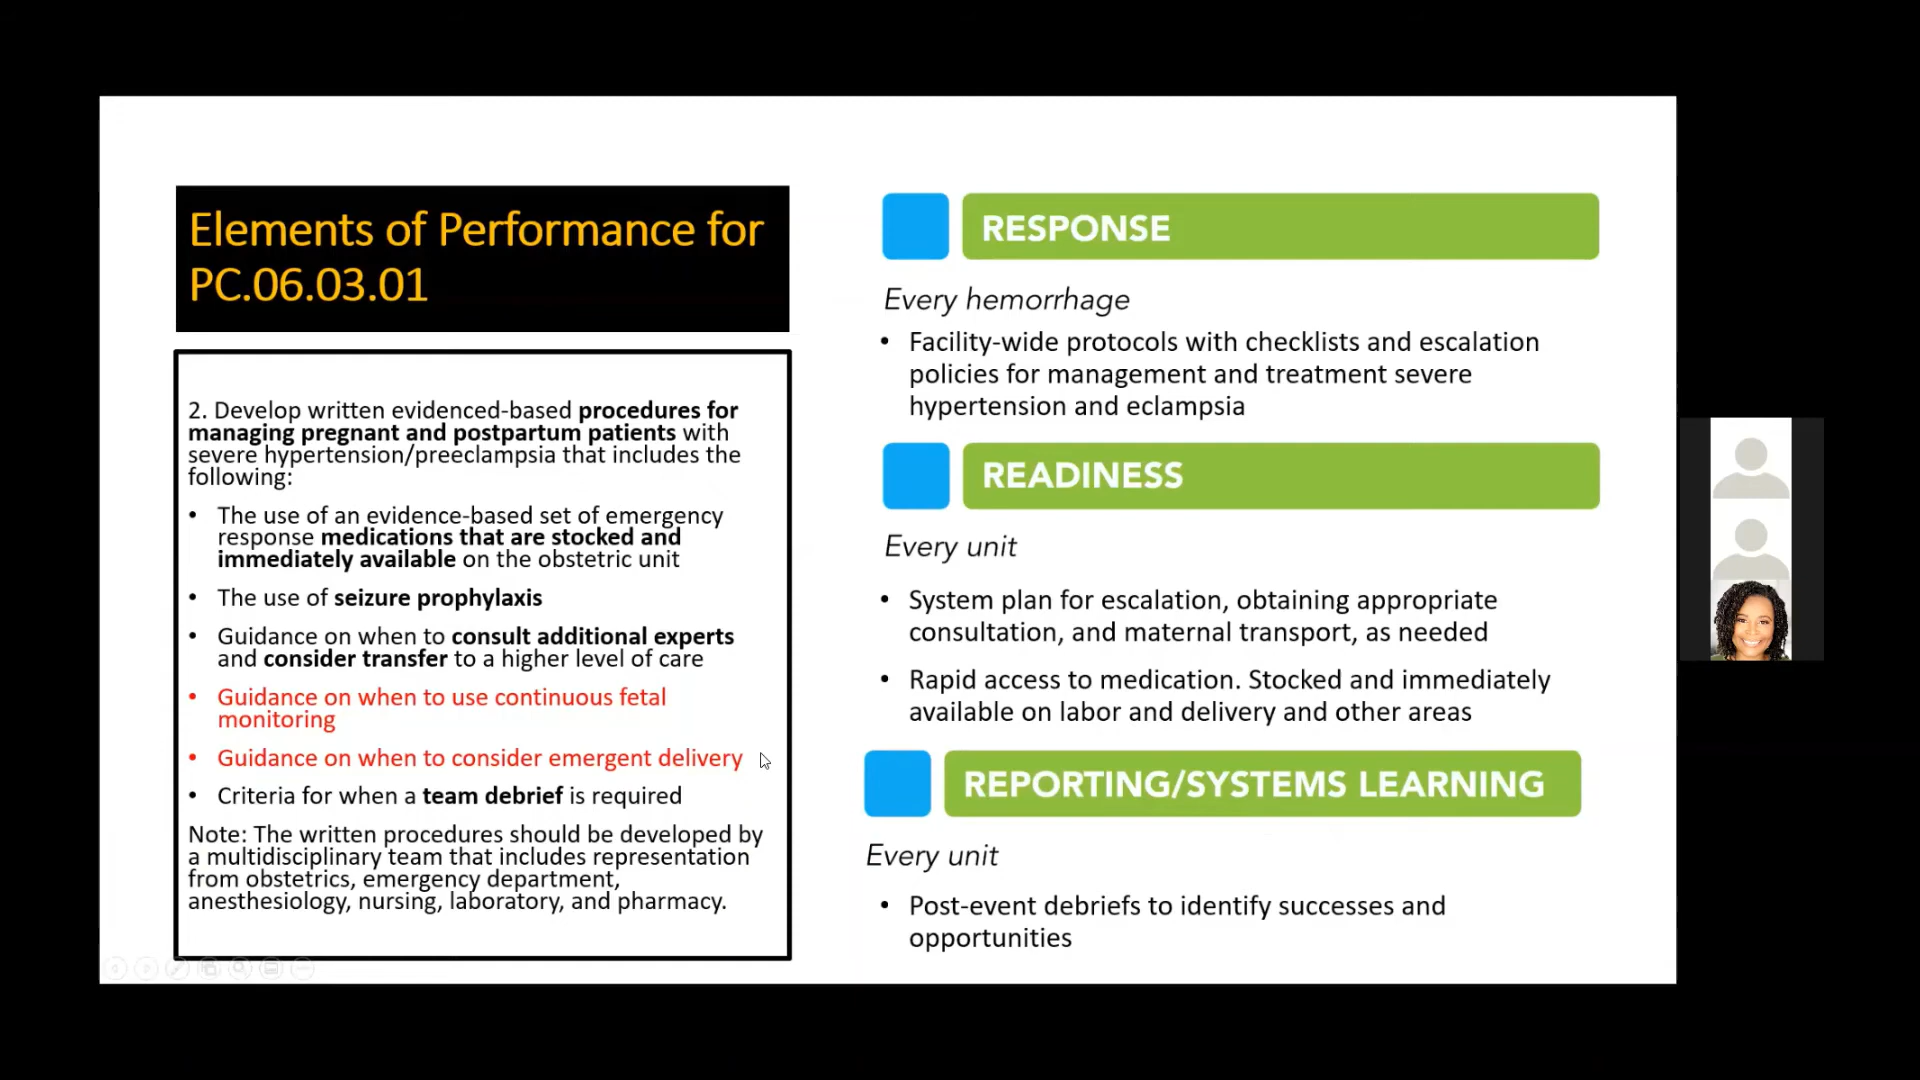 Elements of Performance for
PC.06.03.01
2. Develop written evidenced-based procedures for
managing pregnant and postpartum patients with
severe hypertension/preeclampsia that includes the
following:
• The use of an evidence-based set of emergency
response medications that are stocked and
immediately available on the obstetric unit
• The use of seizure prophylaxis
• Guidance on when to consult additional experts
and consider transfer to a higher level of care
• Guidance on when to use continuous fetal
monitoring
• Guidance on when to consider emergent delivery
• Criteria for when a team debrief is required
Note: The written procedures should be developed by
a multidisciplinary team that includes representation
from obstetrics, emergency department,
anesthesiology, nursing, laboratory, and pharmacy.
RESPONSE
Every hemorrhage
• Facility-wide protocols with checklists and escalation
policies for management and treatment severe
hypertension and eclampsia
READINESS
Every unit
• System plan for escalation, obtaining appropriate
consultation, and maternal transport, as needed
• Rapid access to medication. Stocked and immediately
available on labor and delivery and other areas
REPORTING/SYSTEMS LEARNING
Every unit
• Post-event debriefs to identify successes and
opportunities